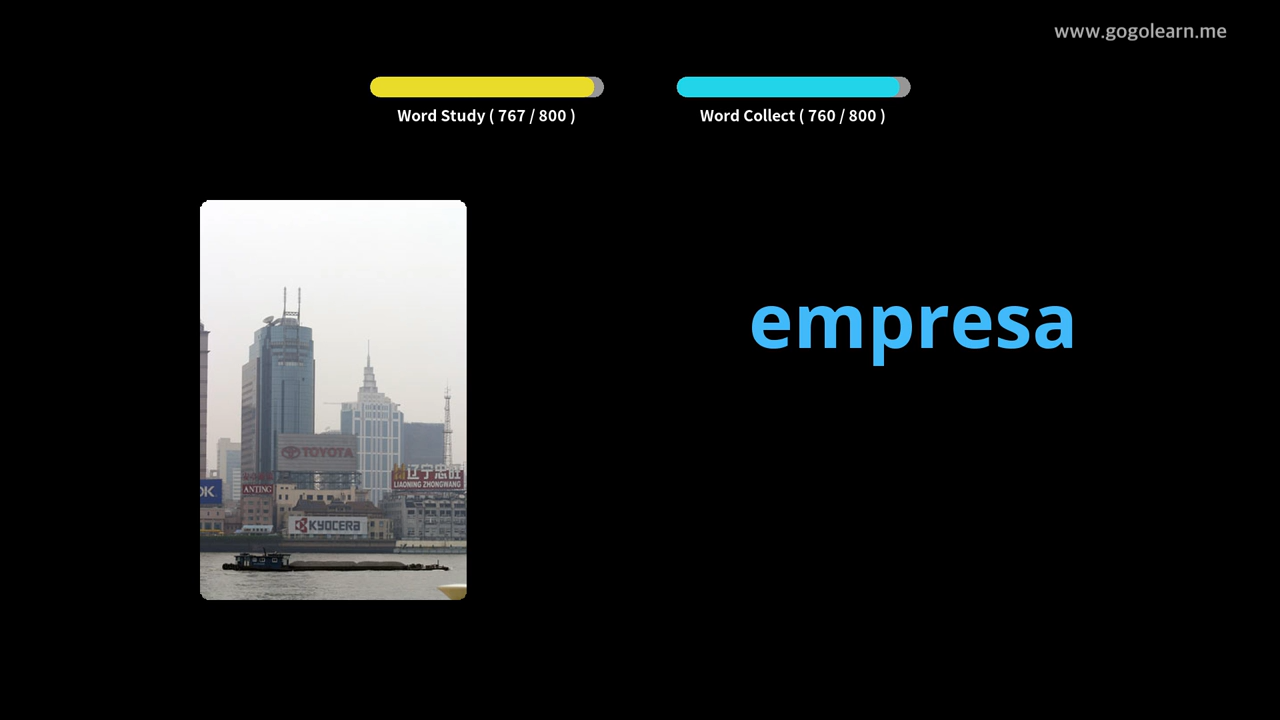 www.gogolearn.me
Word Study ( 767 / 800 )
Word Collect ( 760 / 800 )
empresa
TOYOTA
辽宁忠旺
LIAONING ZHONGWANG
OK
ANTING
KYOCERA